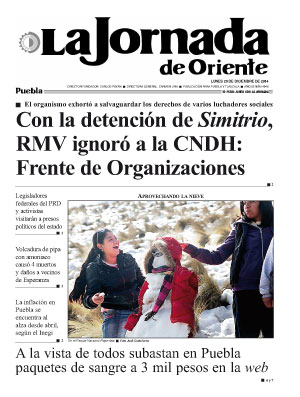 La Jornada
de Oriente
LUNES 29 DE DICIEMBRE DE 2014
Puebla
■ El organismo exhortó a salvaguardar los derechos de varios luchadores sociales
Con la detención de Simitrio,
RMV ignoró a la CNDH:
Frente de Organizaciones
■ 3
Legisladores
federales del PRD
y activistas
visitarán a presos
políticos del estado
Volcadura de pipa
con amoniaco
causó 4 muertos
y daños a vecinos
de Esperanza
La inflación en
Puebla se
encuentra al
alza desde abril,
según el Inegi
APROVECHANDO LA NIEVE
A la vista de todos subastan en Puebla
paquetes de sangre a 3 mil pesos en la web